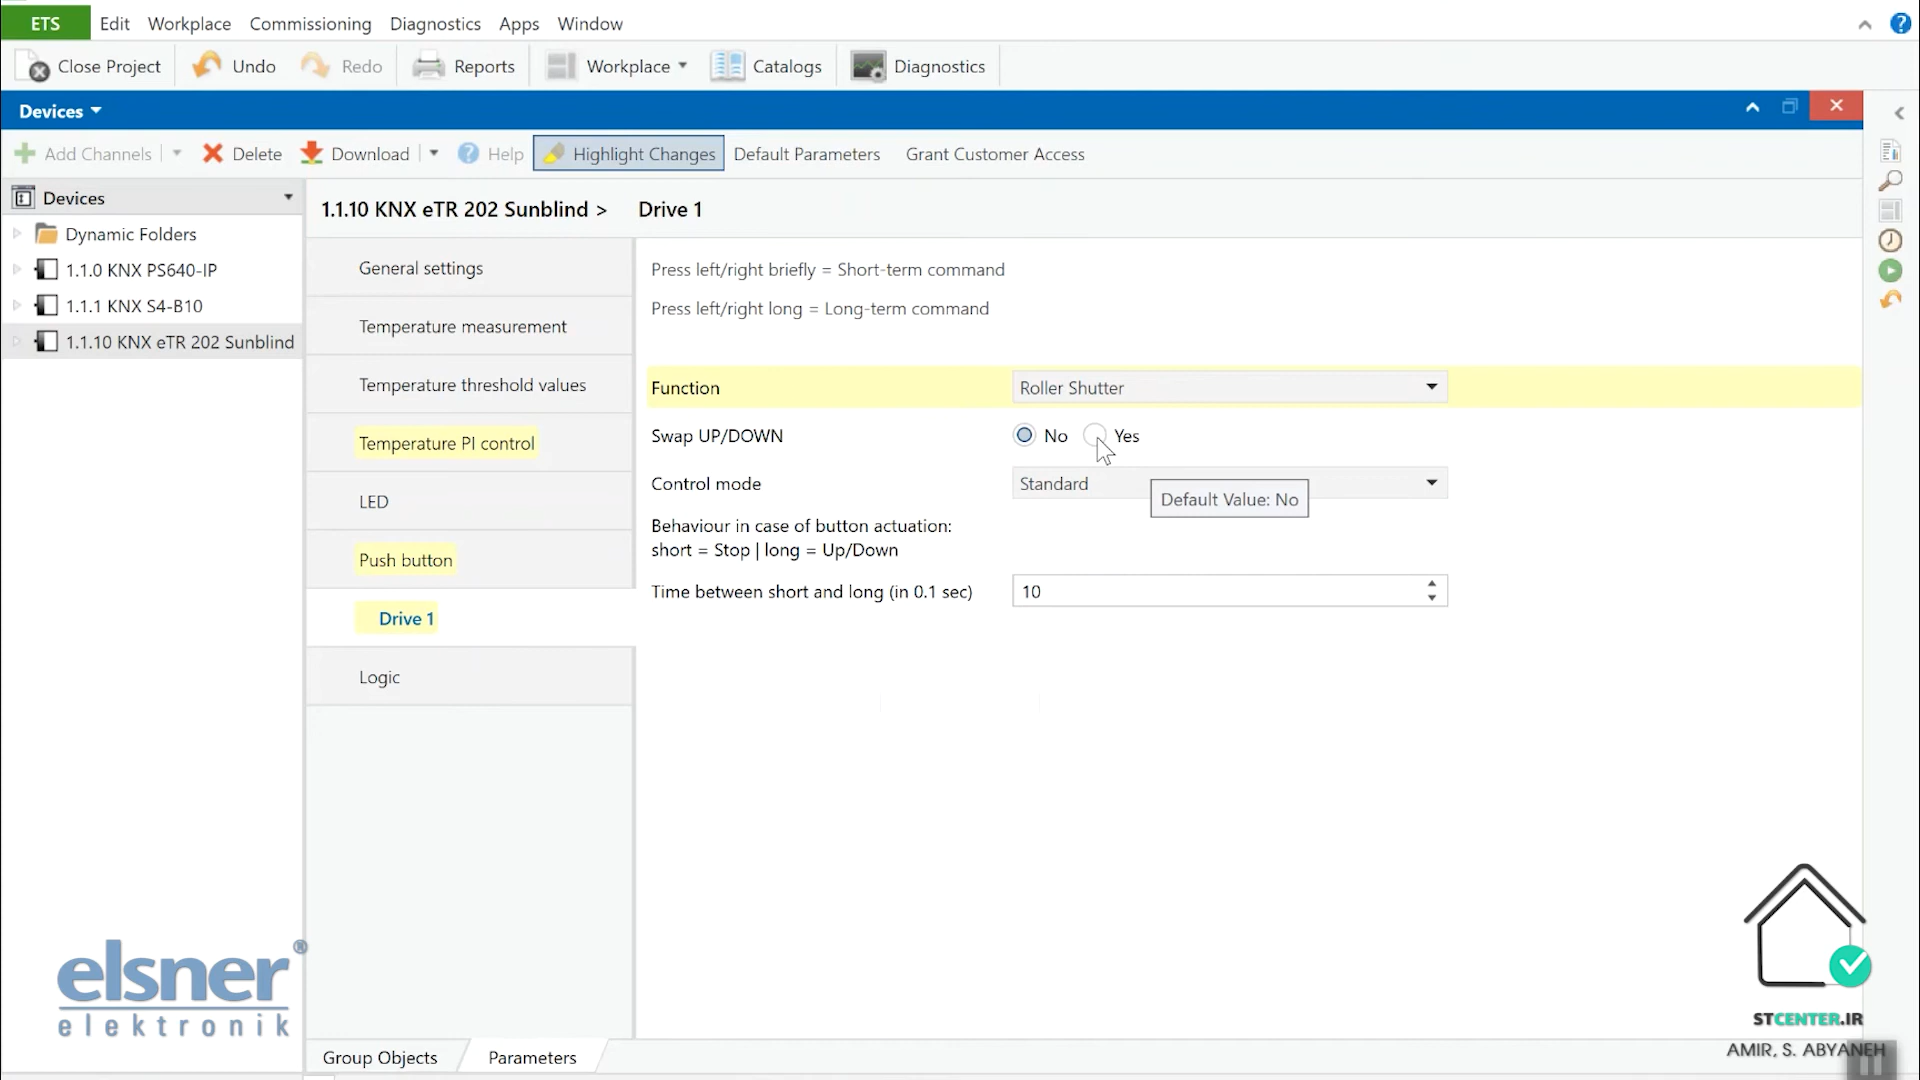 ETS Edit Workplace Commissioning Diagnostics Apps Window
Close Project Undo Redo Reports Workplace Catalogs Diagnostics
Devices
Add Channels Delete Download Help Highlight Changes Default Parameters Grant Customer Access
Devices
Dynamic Folders
1.1.0 KNX PS640-IP
1.1.1 KNX S4-B10
1.1.10 KNX eTR 202 Sunblind
1.1.10 KNX eTR 202 Sunblind > Drive 1
General settings
Temperature measurement
Temperature threshold values
Temperature PI control
LED
Push button
Drive 1
Logic
Press left/right briefly = Short-term command
Press left/right long = Long-term command
Function Roller Shutter
Swap UP/DOWN No Yes
Control mode Standard
Default Value: No
Behaviour in case of button actuation:
short = Stop | long = Up/Down
Time between short and long (in 0.1 sec) 10
elsner®
elektronik
STCENTER.IR
AMIR, S. ABYANEH
Group Objects Parameters